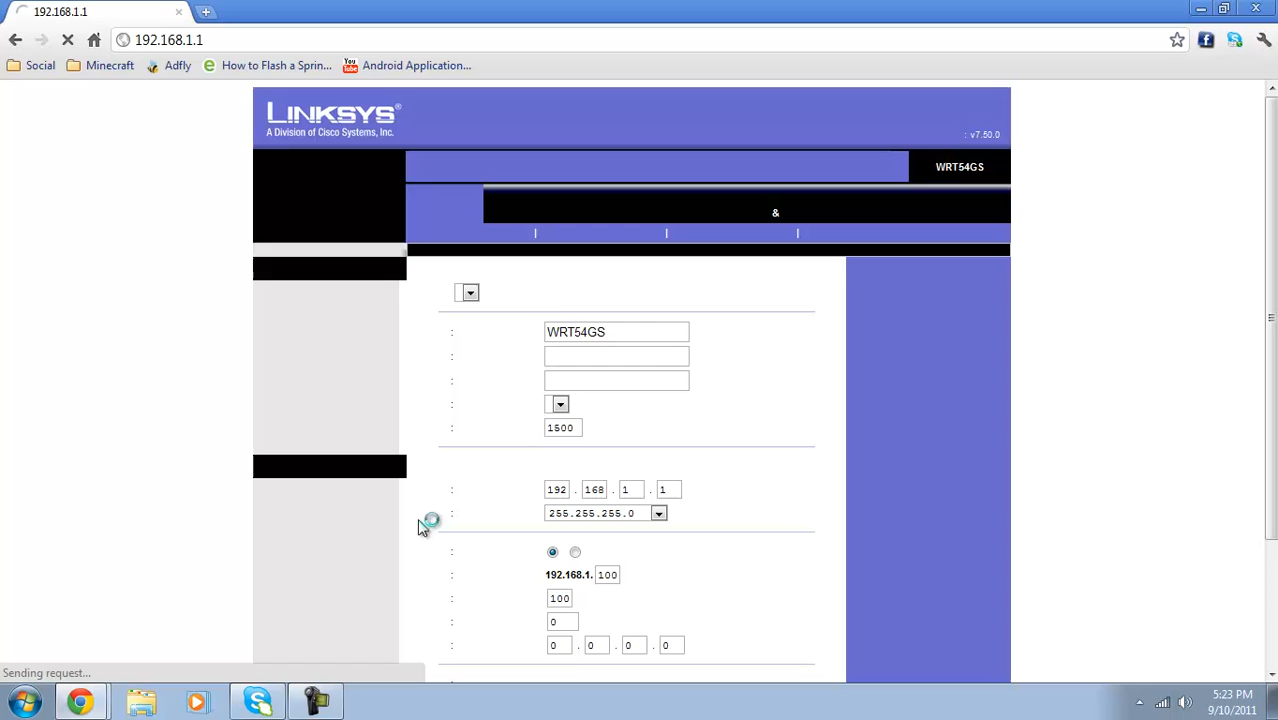 192.168.1.1
192.168.1.1
Social
Minecraft
Adfly
How to Flash a Sprin...
You Tube
Android Application...
LINKSYS®
A Division of Cisco Systems, Inc.
: v7.50.0
WRT54GS
&
| | |
: WRT54GS
:
:
:
: 1500
: 192 . 168 . 1 . 1
: 255.255.255.0
:
: 192.168.1. 100
: 100
: 0
: 0 . 0 . 0 . 0
:
Sending request...
5:23 PM
9/10/2011